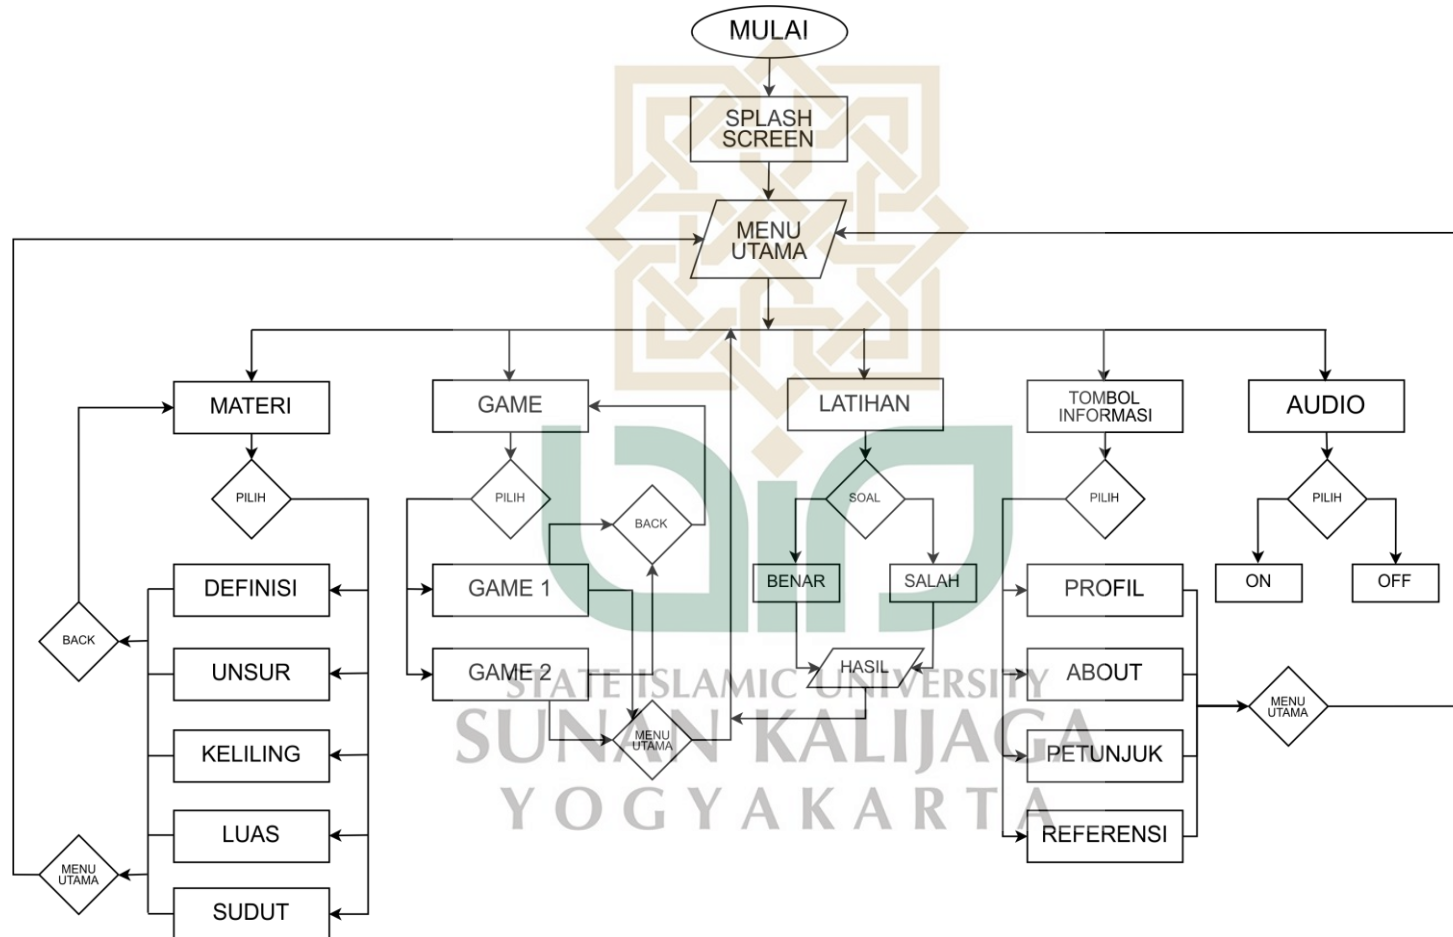 MULAI
SPLASH
SCREEN
MENU
UTAMA
MATERI
GAME
LATIHAN
TOMBOL
INFORMASI
AUDIO
PILIH
PILIH
BACK
SOAL
PILIH
PILIH
DEFINISI
GAME 1
BENAR
SALAH
PROFIL
ON
OFF
BACK
UNSUR
GAME 2
HASIL
ABOUT
STATE ISLAMIC UNIVERSITY
MENU
UTAMA
MENU
UTAMA
SUNAN KALIJAGA
KELILING
PETUNJUK
YOGYAKARTA
LUAS
REFERENSI
MENU
UTAMA
SUDUT